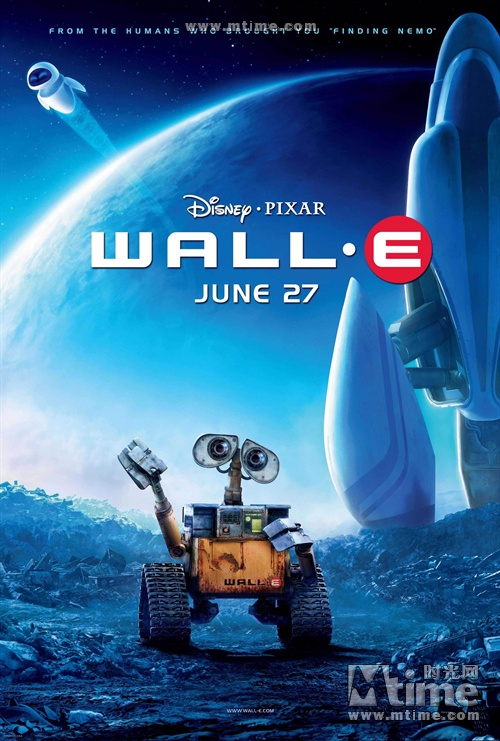 www.mtime.com
FROM THE HUMANS WHO BROUGHT YOU "FINDING NEMO"
Disney · PIXAR
WALL·E
JUNE 27
WALL·E
时光网
mtime
www.mtime.com
WWW.WALL-E.COM